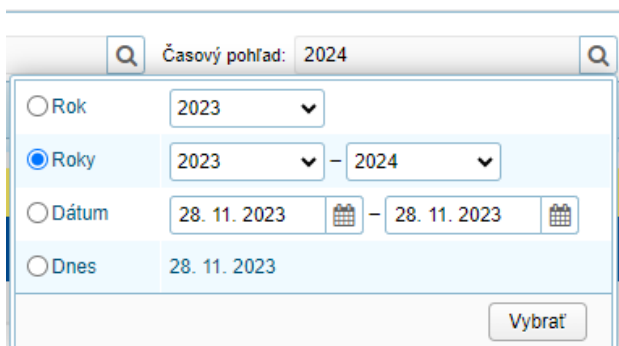 Časový pohľad: 2024
Rok 2023
Roky 2023 – 2024
Dátum 28. 11. 2023 – 28. 11. 2023
Dnes 28. 11. 2023
Vybrať